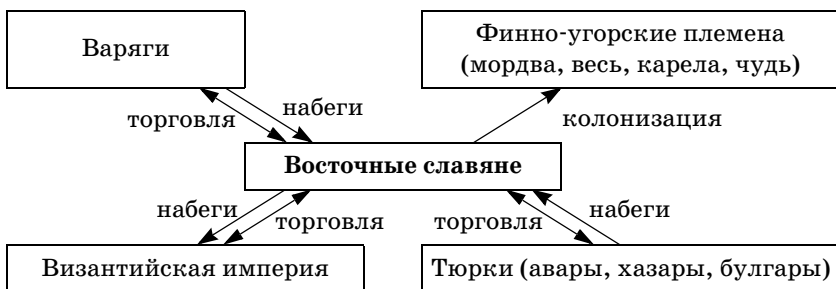 Варяги
Финно-угорские племена
(мордва, весь, карела, чудь)
торговля
набеги
колонизация
Восточные славяне
набеги
торговля
торговля
набеги
Византийская империя
Тюрки (авары, хазары, булгары)